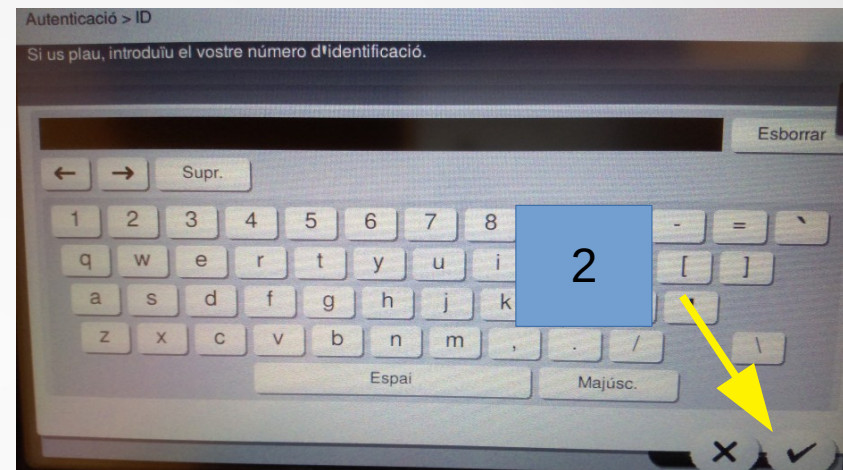 Autenticació > ID
Si us plau, introduïu el vostre número d'identificació.
Esborrar
← → Supr.
1 2 3 4 5 6 7 8 - = `
q w e r t y u i [ ]
a s d f g h j k '
z x c v b n m , . / \
Espai Majúsc.
2